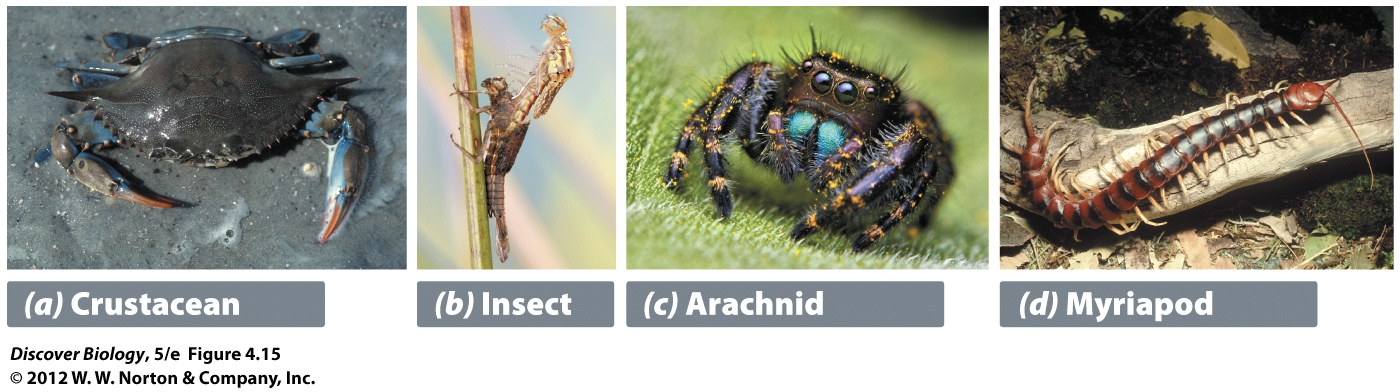 (a) Crustacean
(b) Insect
(c) Arachnid
(d) Myriapod
Discover Biology, 5/e Figure 4.15
© 2012 W. W. Norton & Company, Inc.